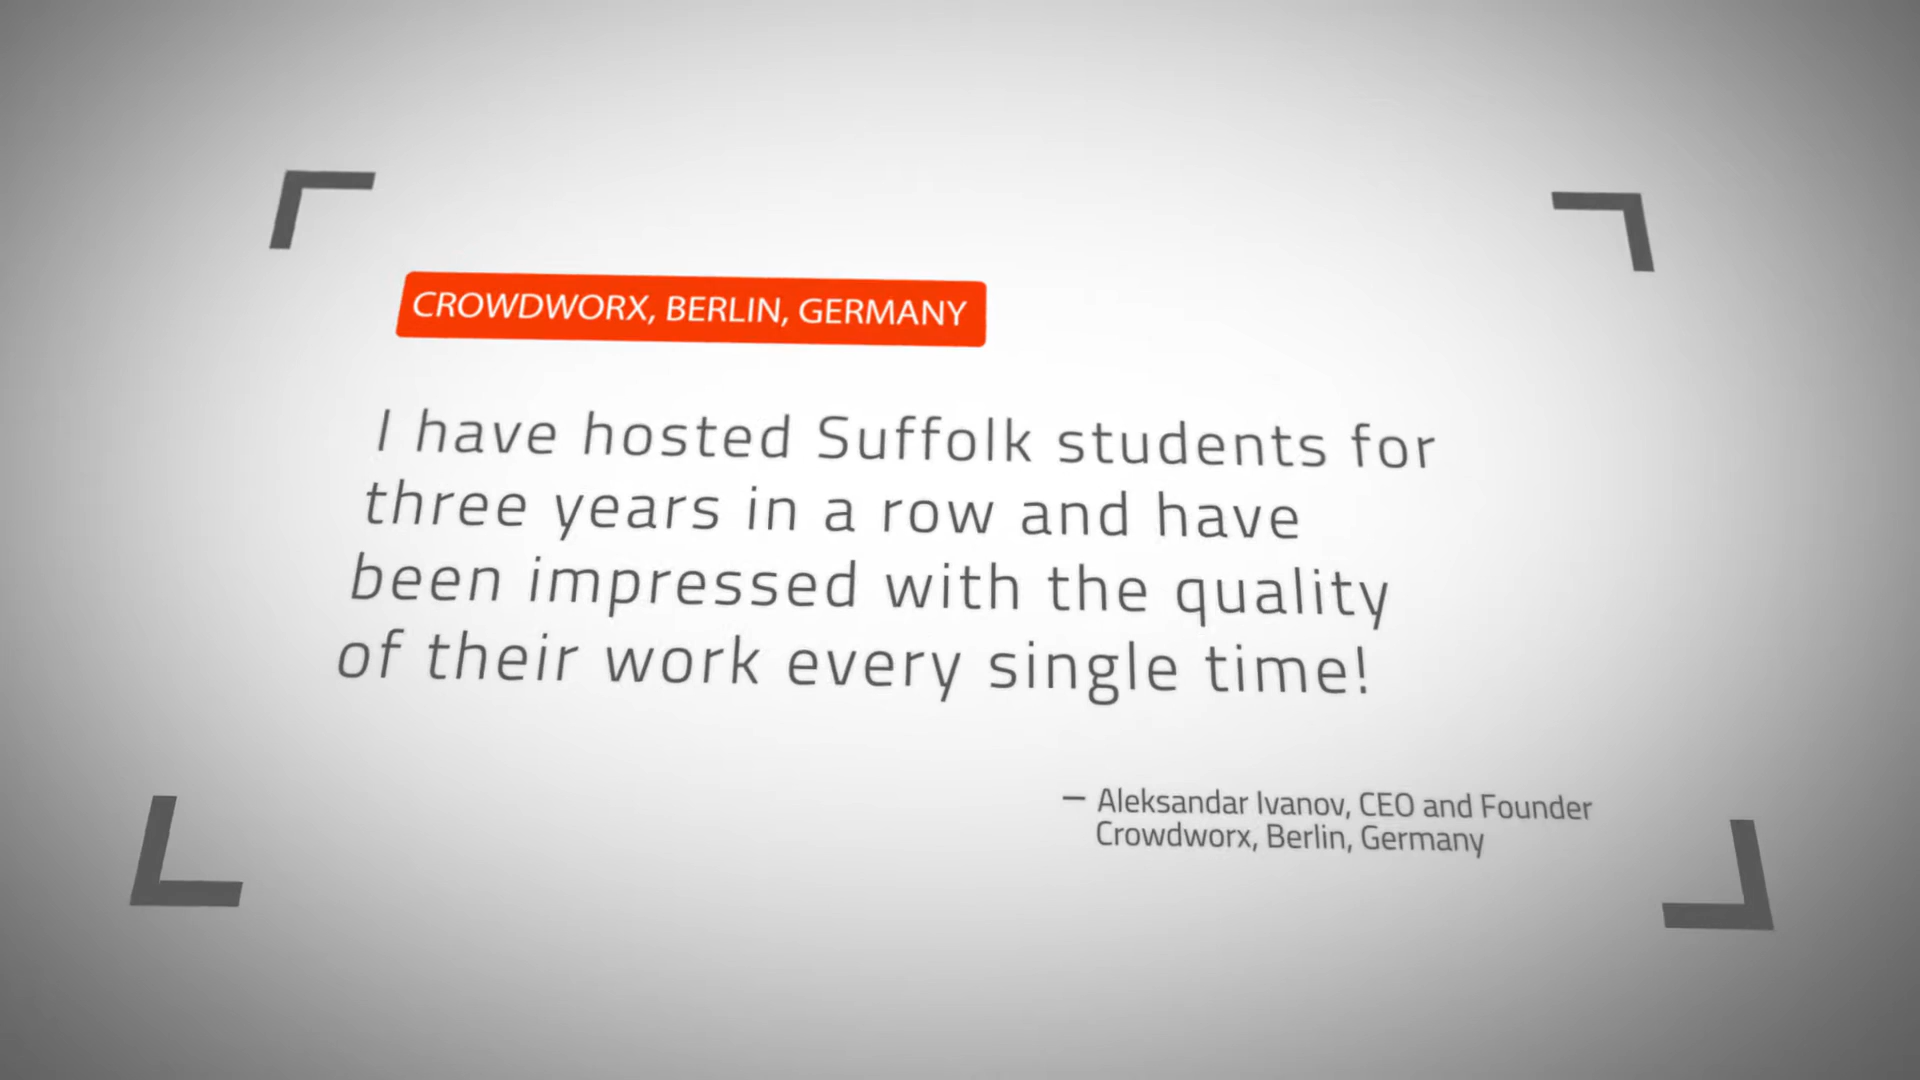 CROWDWORX, BERLIN, GERMANY
I have hosted Suffolk students for
three years in a row and have
been impressed with the quality
of their work every single time!
– Aleksandar Ivanov, CEO and Founder
Crowdworx, Berlin, Germany